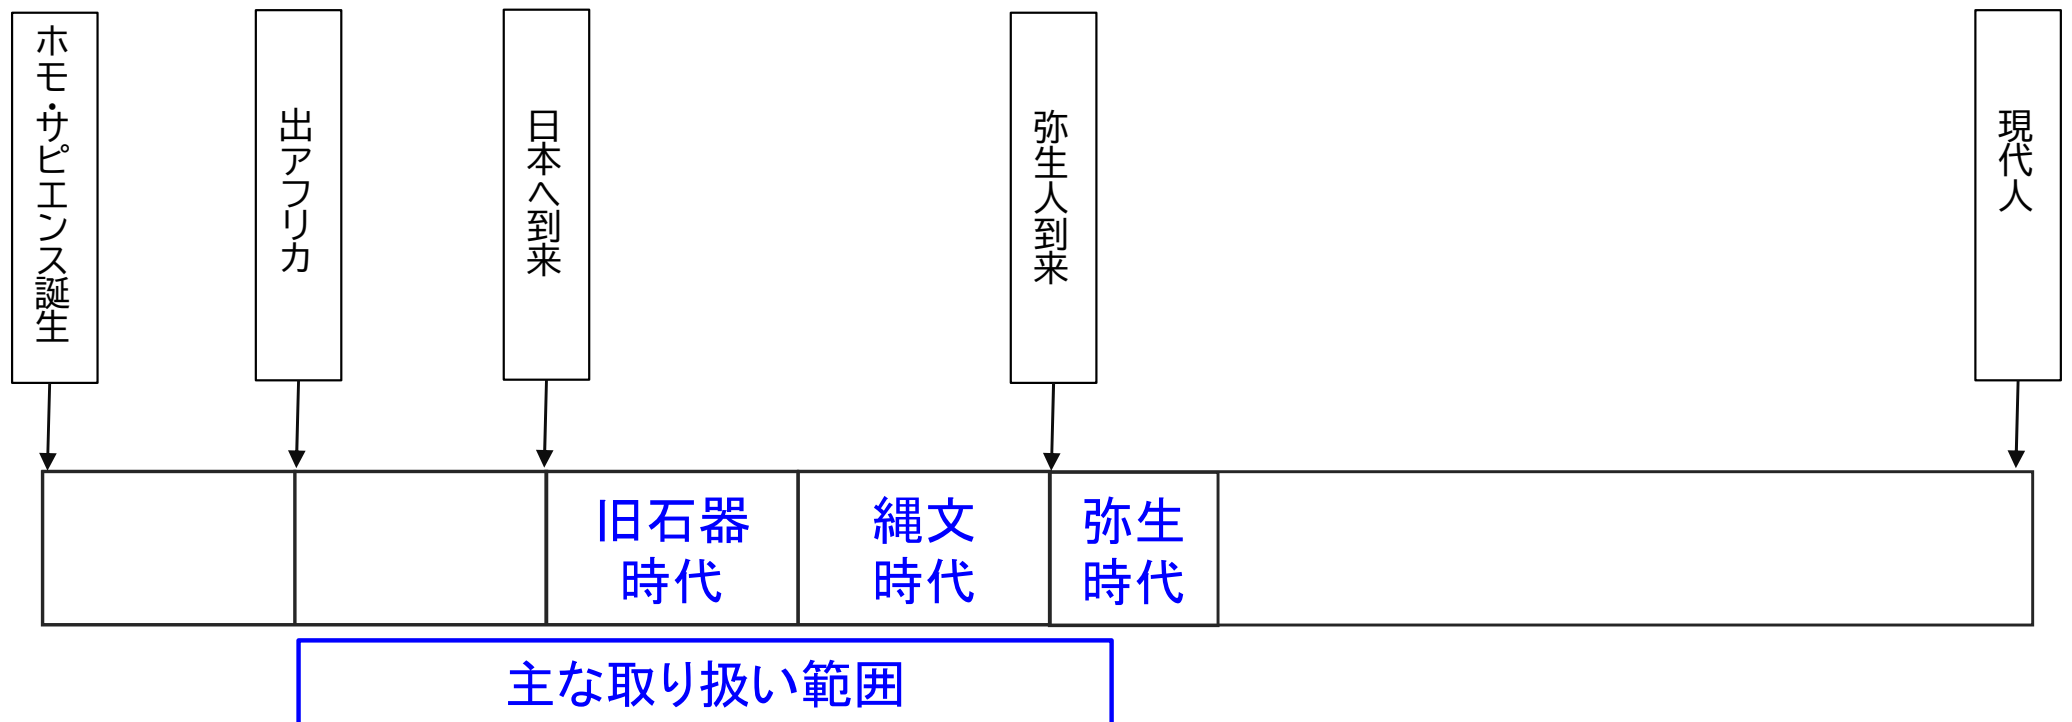 ホモ・サピエンス誕生
出アフリカ
日本へ到来
弥生人到来
現代人
旧石器
時代
縄文
時代
弥生
時代
主な取り扱い範囲